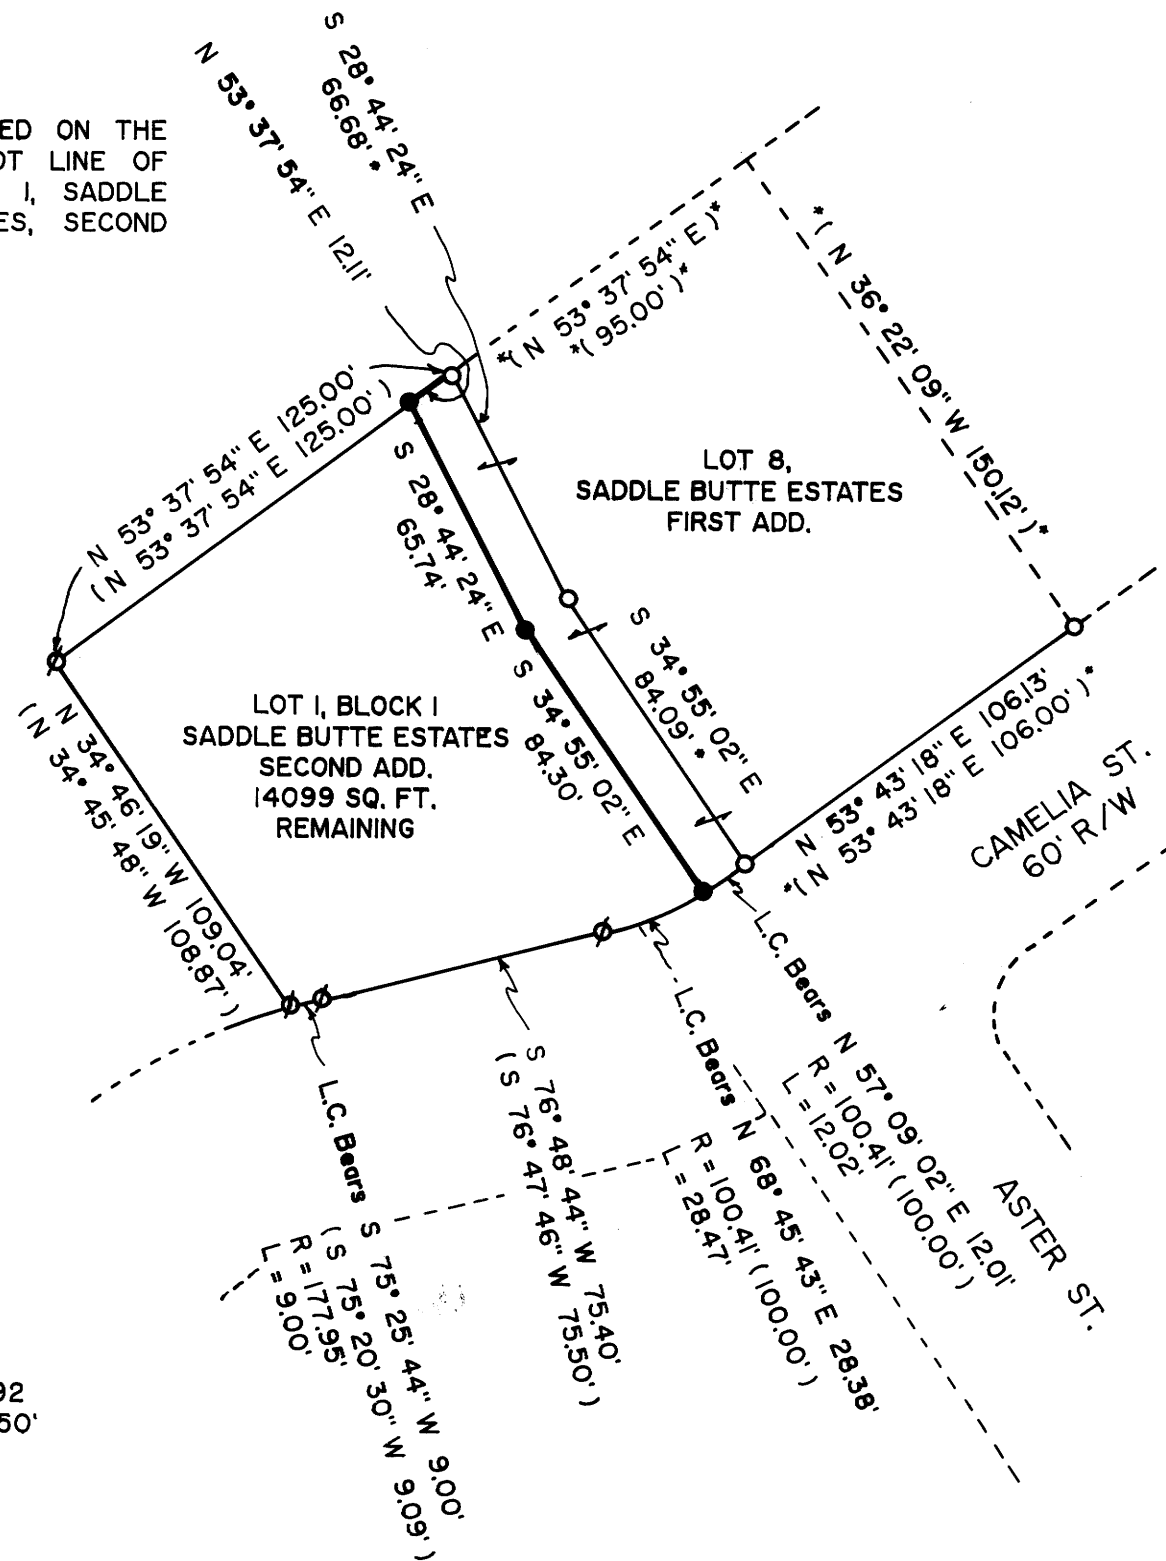 ED ON THE
OT LINE OF
1, SADDLE
ES, SECOND
S 28° 44' 24" E
66.68' *
N 53° 37' 54" E 12.11'
*( N 53° 37' 54" E )*
*( 95.00' )*
*( N 36° 22' 09" W 150.12' )*
N 53° 37' 54" E 125.00'
( N 53° 37' 54" E 125.00' )
LOT 8,
SADDLE BUTTE ESTATES
FIRST ADD.
S 28° 44' 24" E
65.74'
S 34° 55' 02" E
84.09' *
S 34° 55' 02" E
84.30'
LOT 1, BLOCK 1
SADDLE BUTTE ESTATES
SECOND ADD.
14099 SQ. FT.
REMAINING
N 34° 46' 19" W 109.04'
( N 34° 45' 48" W 108.87' )
N 53° 43' 18" E 106.13'
*( N 53° 43' 18" E 106.00' )*
CAMELIA ST.
60' R/W
L.C. Bears N 57° 09' 02" E 12.01'
R = 100.41' ( 100.00' )
L = 12.02'
L.C. Bears N 68° 45' 43" E 28.38'
R = 100.41' ( 100.00' )
L = 28.47'
ASTER ST.
S 76° 48' 44" W 75.40'
( S 76° 47' 46" W 75.50' )
L.C. Bears S 75° 25' 44" W 9.00'
( S 75° 20' 30" W 9.09' )
R = 177.95'
L = 9.00'
92
50'